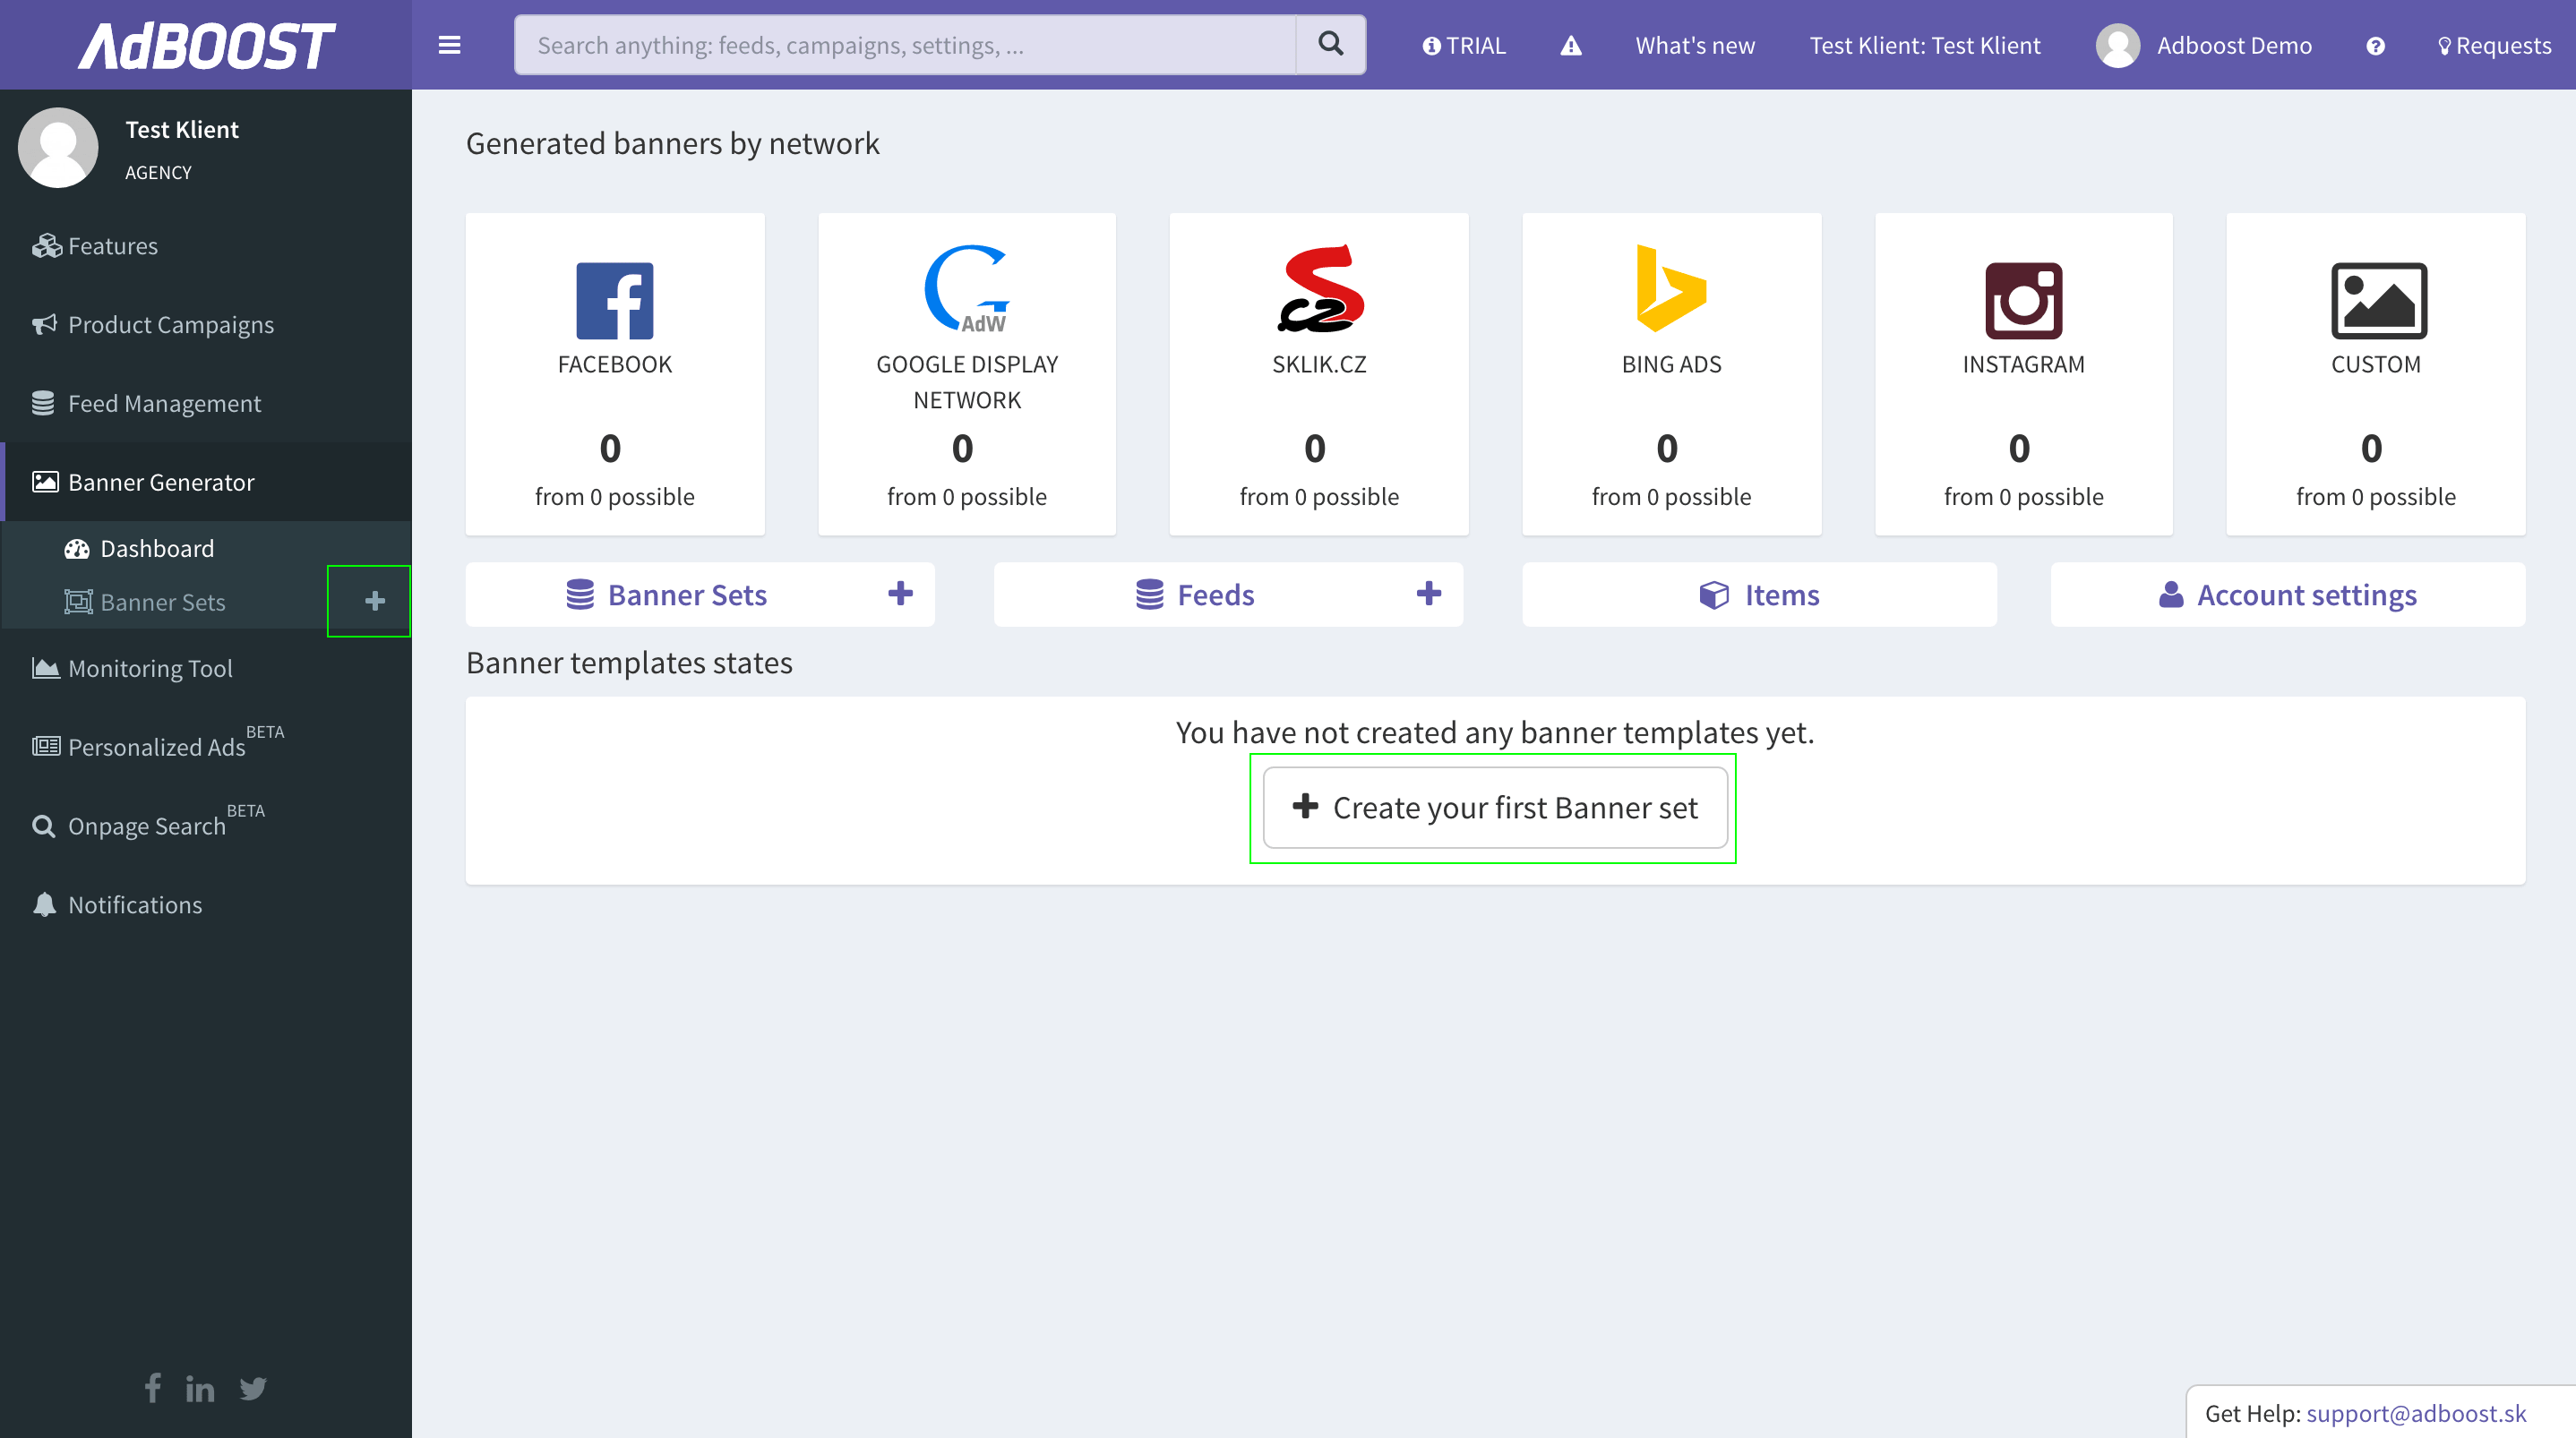 AdBOOST
Search anything: feeds, campaigns, settings, ...
TRIAL
What's new
Test Klient: Test Klient
Adboost Demo
Requests
Test Klient
AGENCY
Features
Product Campaigns
Feed Management
Banner Generator
Dashboard
Banner Sets
Monitoring Tool
Personalized Ads BETA
Onpage Search BETA
Notifications
Generated banners by network
FACEBOOK
0
from 0 possible
AdW
GOOGLE DISPLAY
NETWORK
0
from 0 possible
S
cz
SKLIK.CZ
0
from 0 possible
BING ADS
0
from 0 possible
INSTAGRAM
0
from 0 possible
CUSTOM
0
from 0 possible
Banner Sets
Feeds
Items
Account settings
Banner templates states
You have not created any banner templates yet.
Create your first Banner set
Get Help: support@adboost.sk